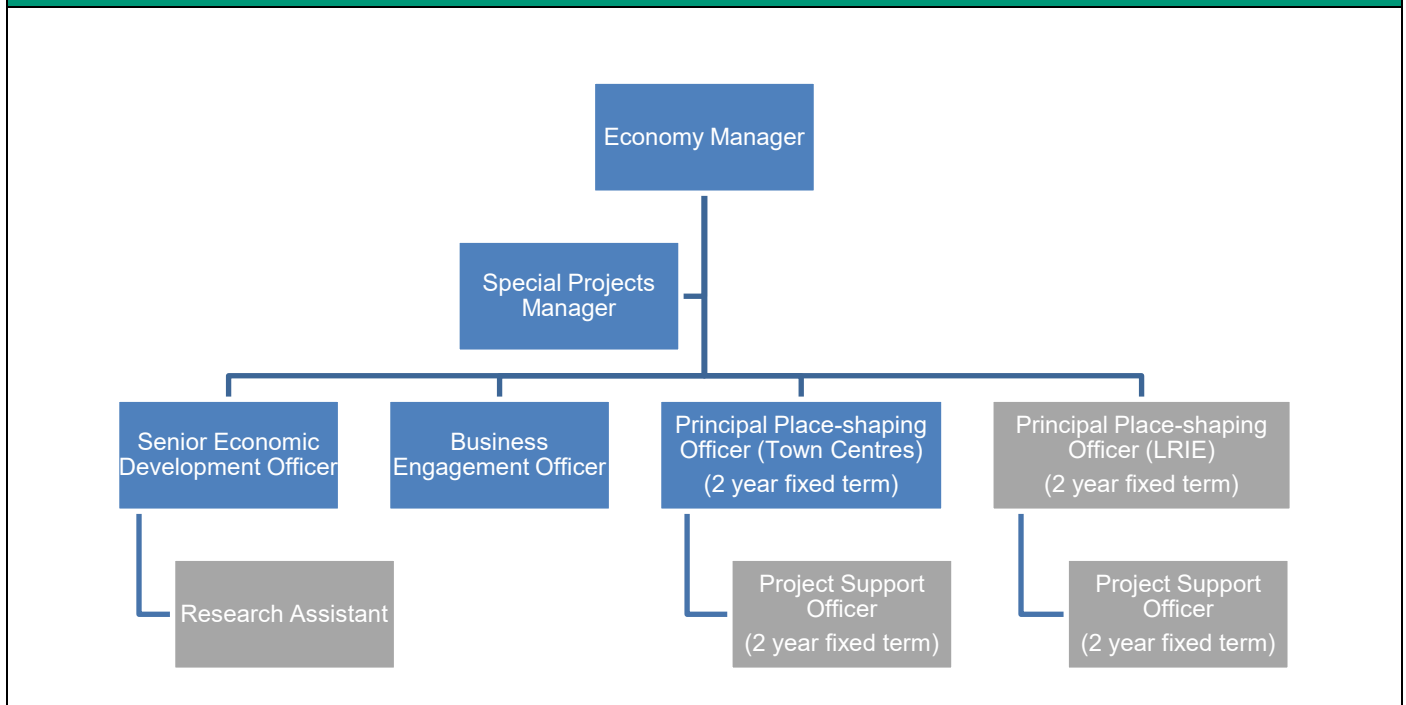 Economy Manager
Special Projects
Manager
Senior Economic
Development Officer
Business
Engagement Officer
Principal Place-shaping
Officer (Town Centres)
(2 year fixed term)
Principal Place-shaping
Officer (LRIE)
(2 year fixed term)
Research Assistant
Project Support
Officer
(2 year fixed term)
Project Support
Officer
(2 year fixed term)